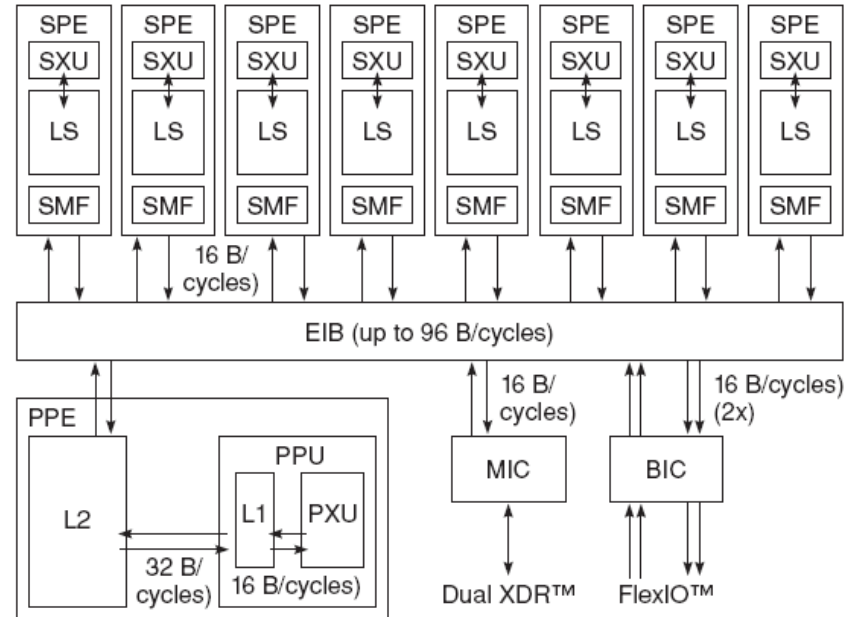 SPE SPE SPE SPE SPE SPE SPE SPE
SXU SXU SXU SXU SXU SXU SXU SXU
LS LS LS LS LS LS LS LS
SMF SMF SMF SMF SMF SMF SMF SMF
16 B/
cycles)
EIB (up to 96 B/cycles)
16 B/
cycles)
16 B/cycles)
(2x)
PPE
PPU
L2
L1
PXU
MIC
BIC
32 B/
cycles)
16 B/cycles)
Dual XDR™
FlexIO™